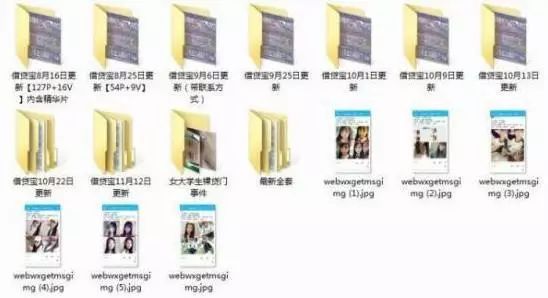 借贷宝8月16日更
新【127P+16V
】内含精华片
借贷宝8月25日更
新【54P+9V】
借贷宝9月6日更
新(带联系方
式)
借贷宝9月25日
更新
借贷宝10月1日
更新
借贷宝10月9日
更新
借贷宝10月13日
更新
借贷宝10月22日
更新
借贷宝11月12日
更新
女大学生裸贷门
事件
最新全套
webwxgetmsgi
mg (1).jpg
webwxgetmsgi
mg (2).jpg
webwxgetmsgi
mg (3).jpg
webwxgetmsgi
mg (4).jpg
webwxgetmsgi
mg (5).jpg
webwxgetmsgi
mg.jpg